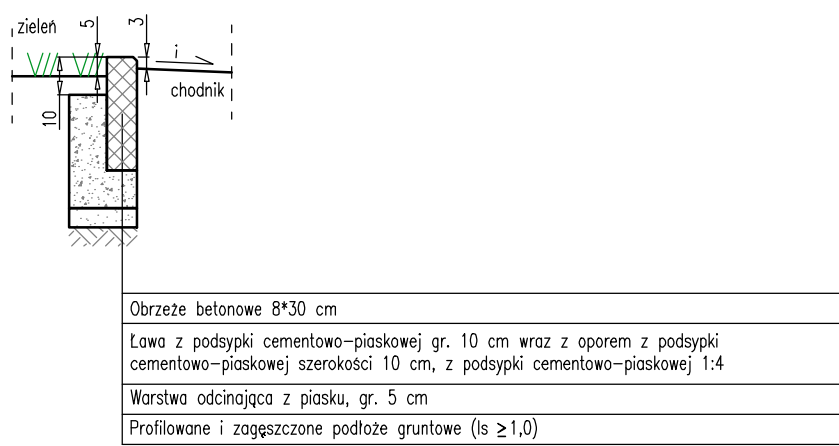 zieleń
5
3
i
chodnik
10
Obrzeże betonowe 8*30 cm
Ława z podsypki cementowo-piaskowej gr. 10 cm wraz z oporem z podsypki
cementowo-piaskowej szerokości 10 cm, z podsypki cementowo-piaskowej 1:4
Warstwa odcinająca z piasku, gr. 5 cm
Profilowane i zagęszczone podłoże gruntowe (Is ≥1,0)